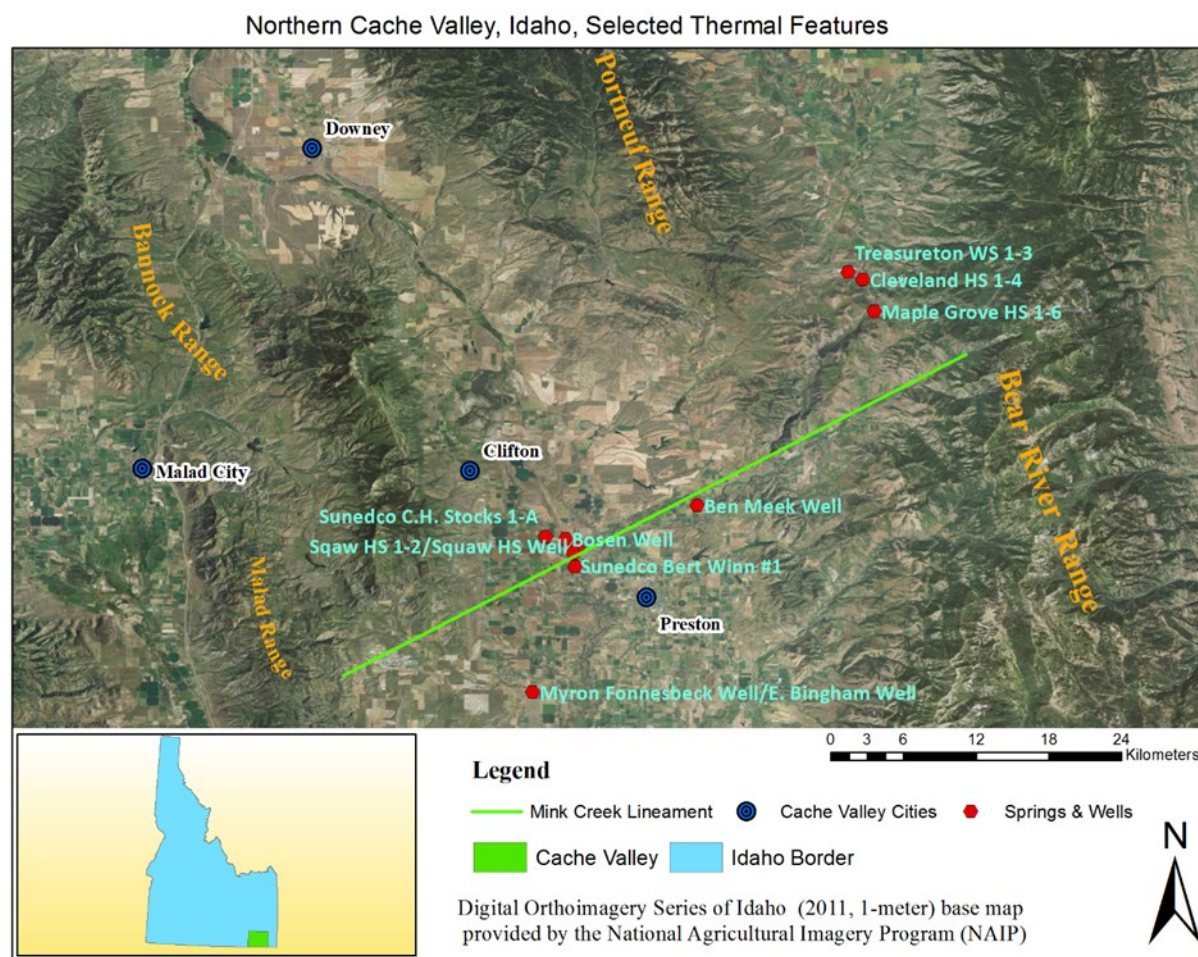 Northern Cache Valley, Idaho, Selected Thermal Features
Portneuf Range
Downey
Bannock Range
Treasureton WS 1-3
Cleveland HS 1-4
Maple Grove HS 1-6
Bear River Range
Clifton
Malad City
Ben Meek Well
Sunedco C.H. Stocks 1-A
Bosen Well
Sqaw HS 1-2/Squaw HS Well
Sunedco Bert Winn #1
Malad Range
Preston
Myron Fonnesbeck Well/E. Bingham Well
0 3 6 12 18 24
Kilometers
Legend
Mink Creek Lineament
Cache Valley Cities
Springs & Wells
Cache Valley
Idaho Border
N
Digital Orthoimagery Series of Idaho (2011, 1-meter) base map
provided by the National Agricultural Imagery Program (NAIP)